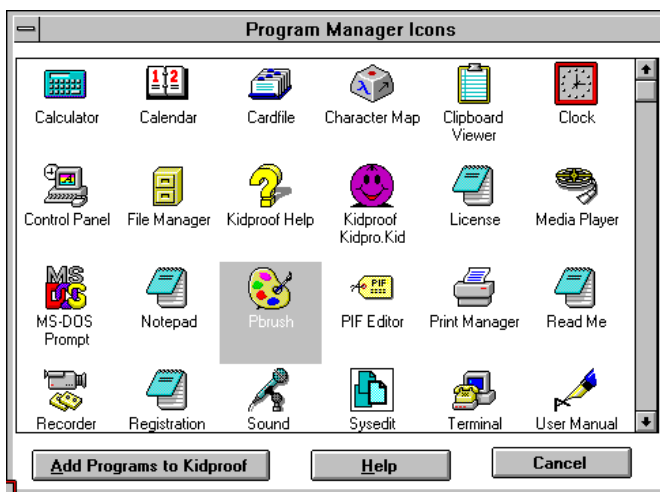 Program Manager Icons
Calculator
Calendar
Cardfile
Character Map
Clipboard
Viewer
Clock
Control Panel
File Manager
Kidproof Help
Kidproof
Kidpro.Kid
License
Media Player
MS-DOS
Prompt
Notepad
Pbrush
PIF Editor
Print Manager
Read Me
Recorder
Registration
Sound
Sysedit
Terminal
User Manual
Add Programs to Kidproof
Help
Cancel